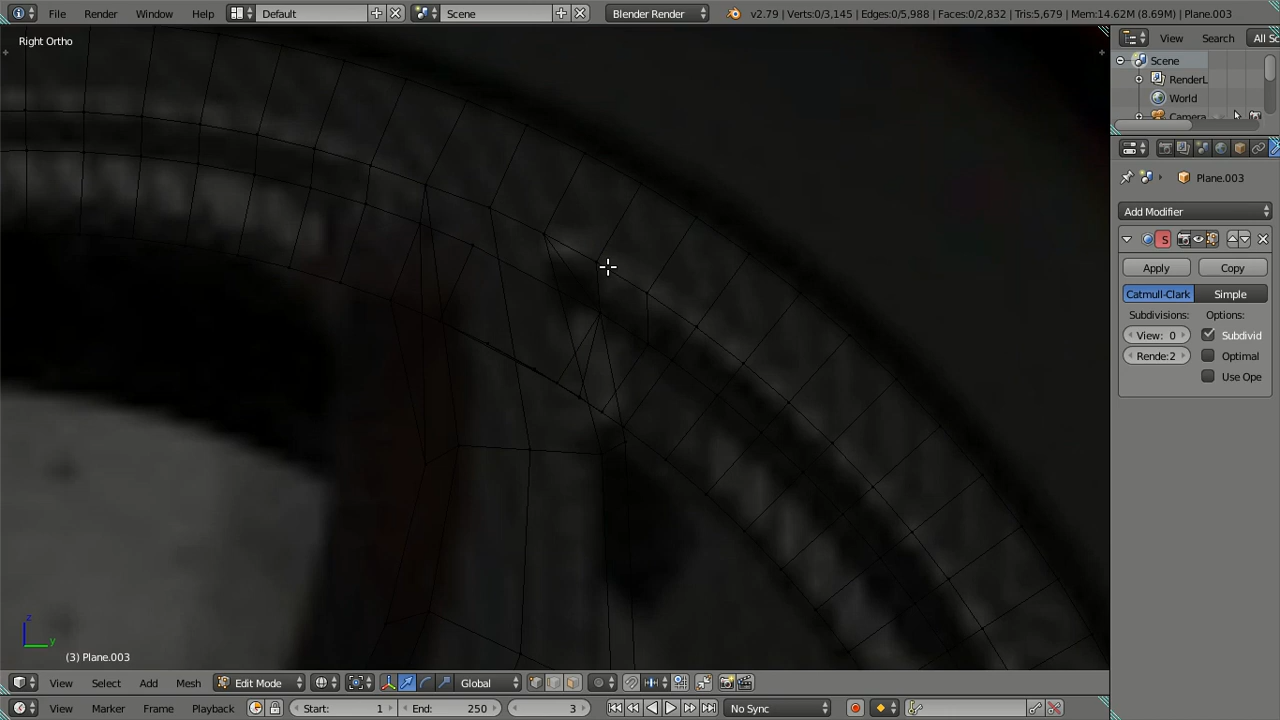 File Render Window Help Default Scene Blender Render v2.79 | Verts:0/3,145 | Edges:0/5,988 | Faces:0/2,832 | Tris:5,679 | Mem:14.62M (8.69M) | Plane.003
Right Ortho
View Search All Sc
Scene
RenderL
World
Camera
Plane.003
Add Modifier
S
Apply Copy
Catmull-Clark Simple
Subdivisions: Options:
View: 0 Subdivid
Rende:2 Optimal
Use Ope
z
y
(3) Plane.003
View Select Add Mesh Edit Mode Global
View Marker Frame Playback Start: 1 End: 250 3 No Sync